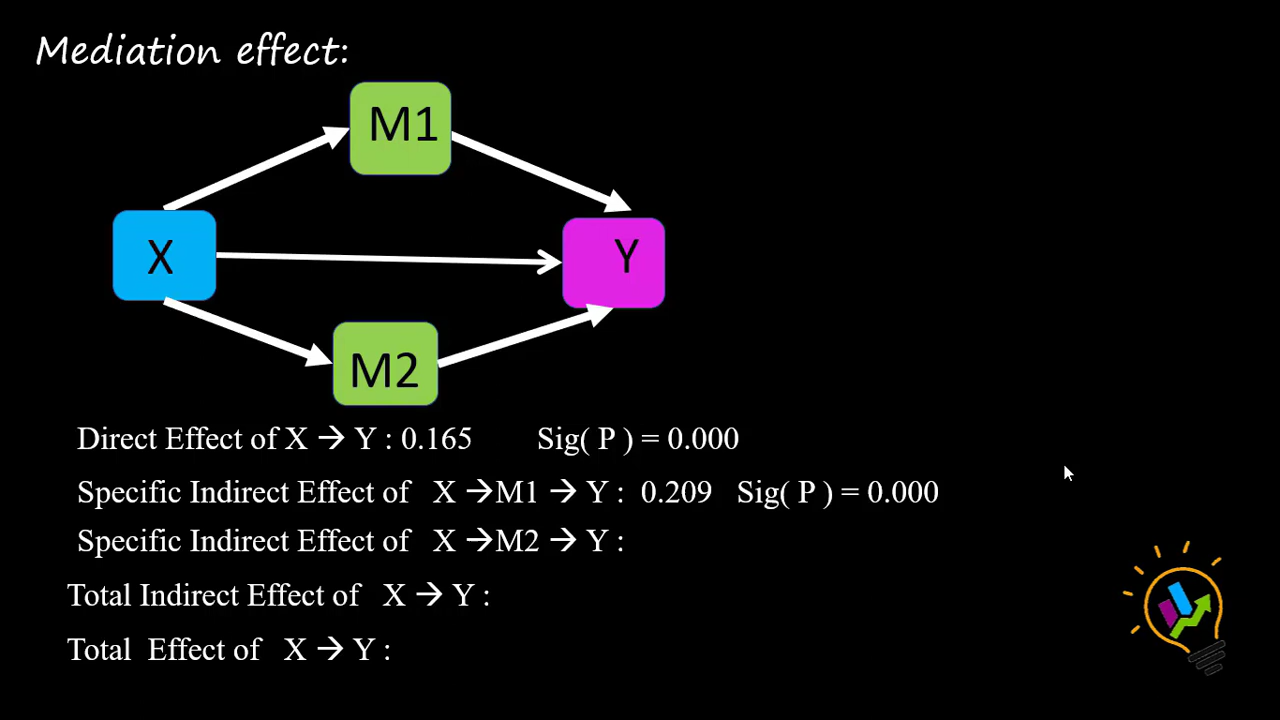 Mediation effect:
M1
X
Y
M2
Direct Effect of X → Y : 0.165 Sig( P ) = 0.000
Specific Indirect Effect of X →M1 → Y : 0.209 Sig( P ) = 0.000
Specific Indirect Effect of X →M2 → Y :
Total Indirect Effect of X → Y :
Total Effect of X → Y :